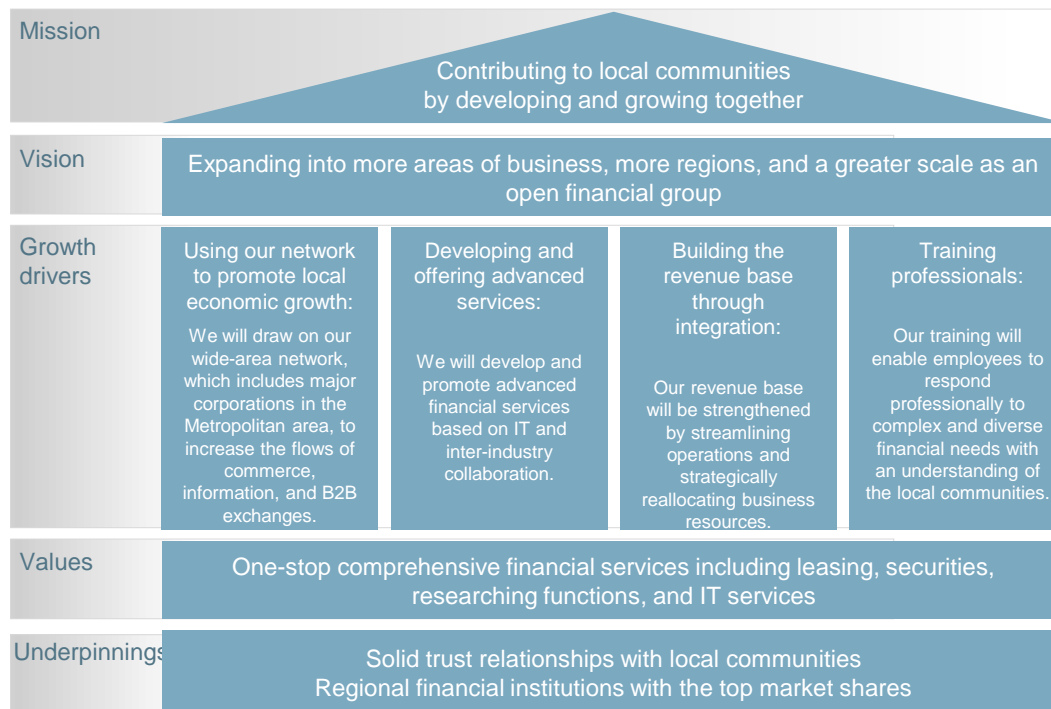 Mission
Contributing to local communities
by developing and growing together
Vision
Expanding into more areas of business, more regions, and a greater scale as an
open financial group
Growth
drivers
Using our network
to promote local
economic growth:
We will draw on our
wide-area network,
which includes major
corporations in the
Metropolitan area, to
increase the flows of
commerce,
information, and B2B
exchanges.
Developing and
offering advanced
services:
We will develop and
promote advanced
financial services
based on IT and
inter-industry
collaboration.
Building the
revenue base
through
integration:
Our revenue base
will be strengthened
by streamlining
operations and
strategically
reallocating business
resources.
Training
professionals:
Our training will
enable employees to
respond
professionally to
complex and diverse
financial needs with
an understanding of
the local communities.
Values
One-stop comprehensive financial services including leasing, securities,
researching functions, and IT services
Underpinnings
Solid trust relationships with local communities
Regional financial institutions with the top market shares